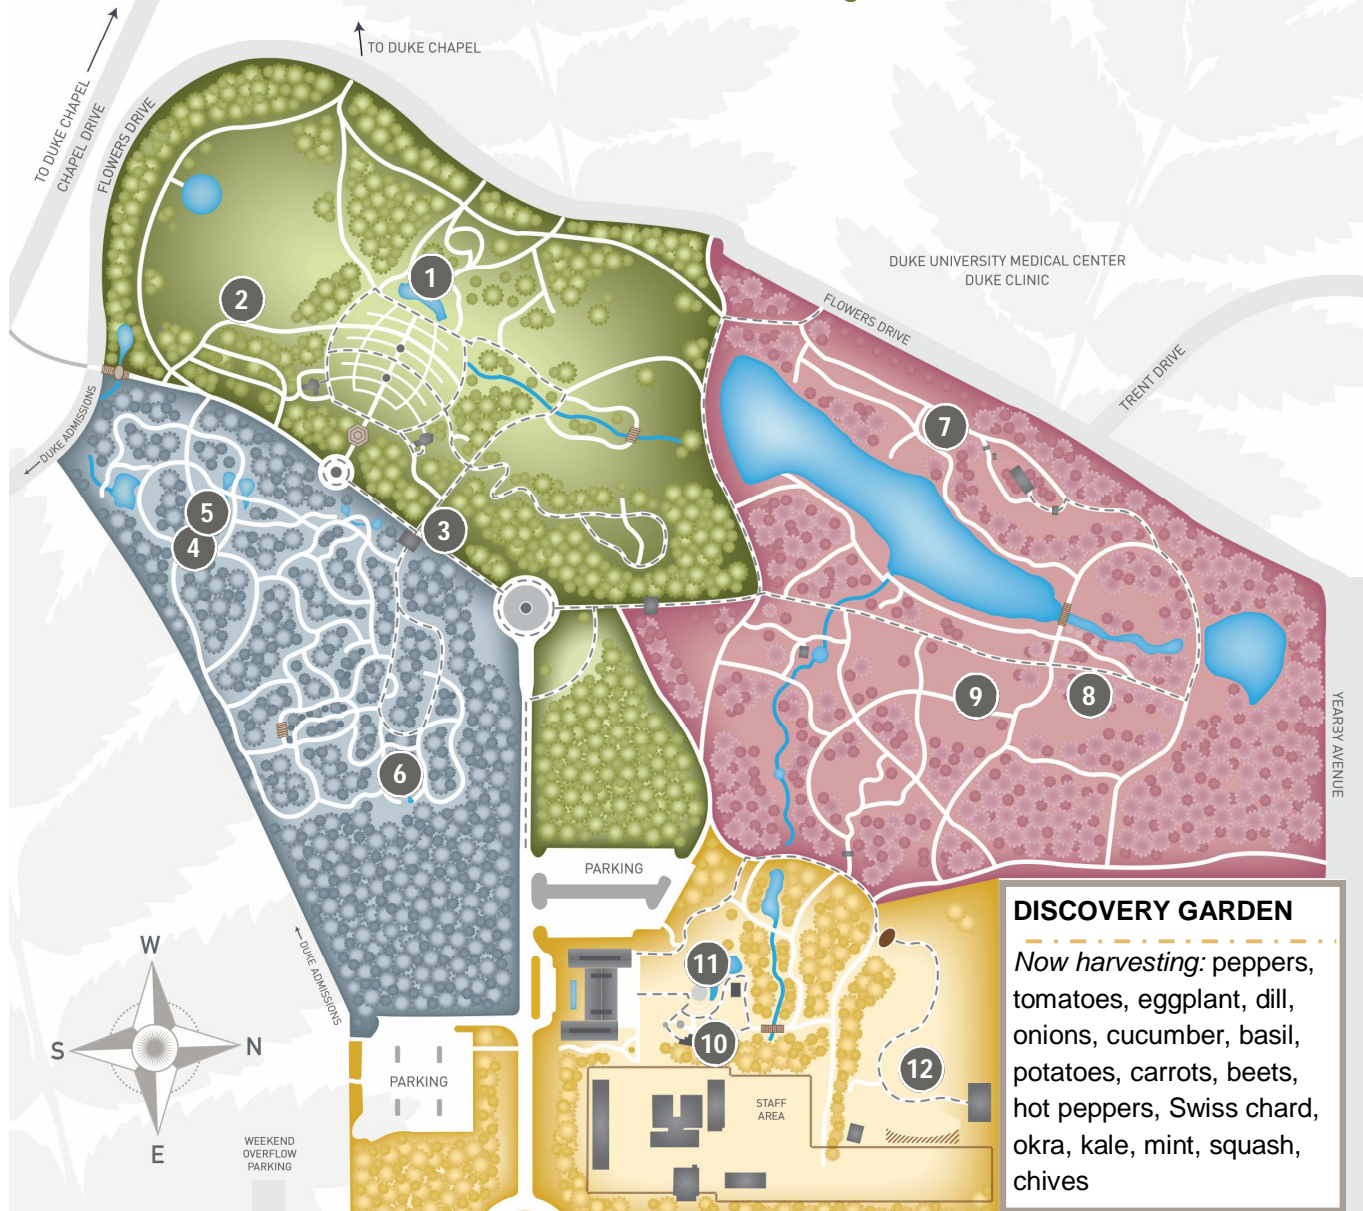 TO DUKE CHAPEL
TO DUKE CHAPEL
CHAPEL DRIVE
FLOWERS DRIVE
DUKE UNIVERSITY MEDICAL CENTER
DUKE CLINIC
FLOWERS DRIVE
TRENT DRIVE
1
2
DUKE ADMISSIONS
7
5
3
4
9
8
YEARBY AVENUE
6
PARKING
DISCOVERY GARDEN
Now harvesting: peppers,
tomatoes, eggplant, dill,
onions, cucumber, basil,
potatoes, carrots, beets,
hot peppers, Swiss chard,
okra, kale, mint, squash,
chives
DUKE ADMISSIONS
W
S
N
E
11
10
12
PARKING
STAFF
AREA
WEEKEND
OVERFLOW
PARKING